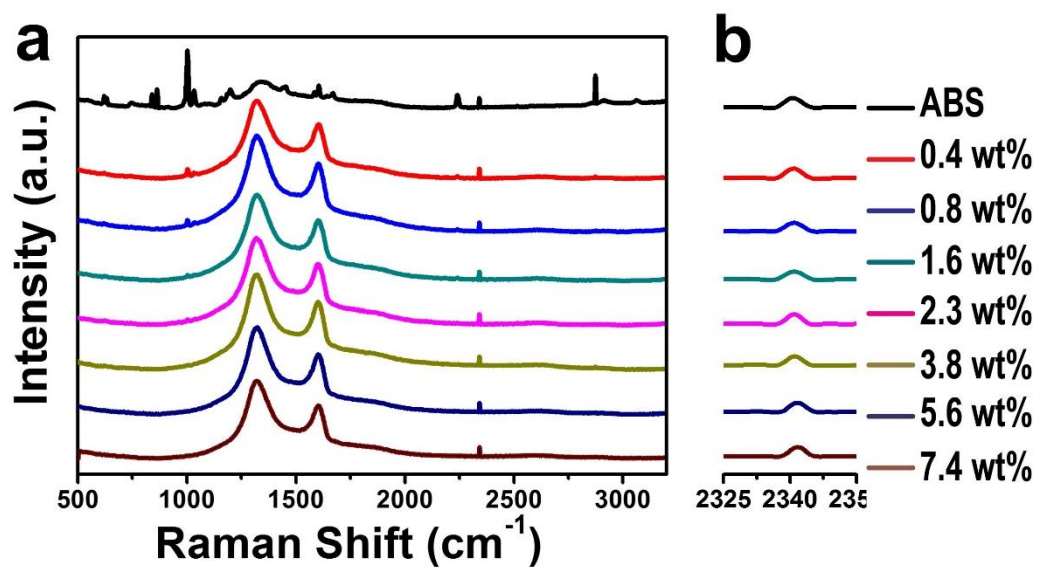 a
b
Intensity (a.u.)
ABS
0.4 wt%
0.8 wt%
1.6 wt%
2.3 wt%
3.8 wt%
5.6 wt%
7.4 wt%
500 1000 1500 2000 2500 3000
2325 2340 235
Raman Shift (cm⁻¹)